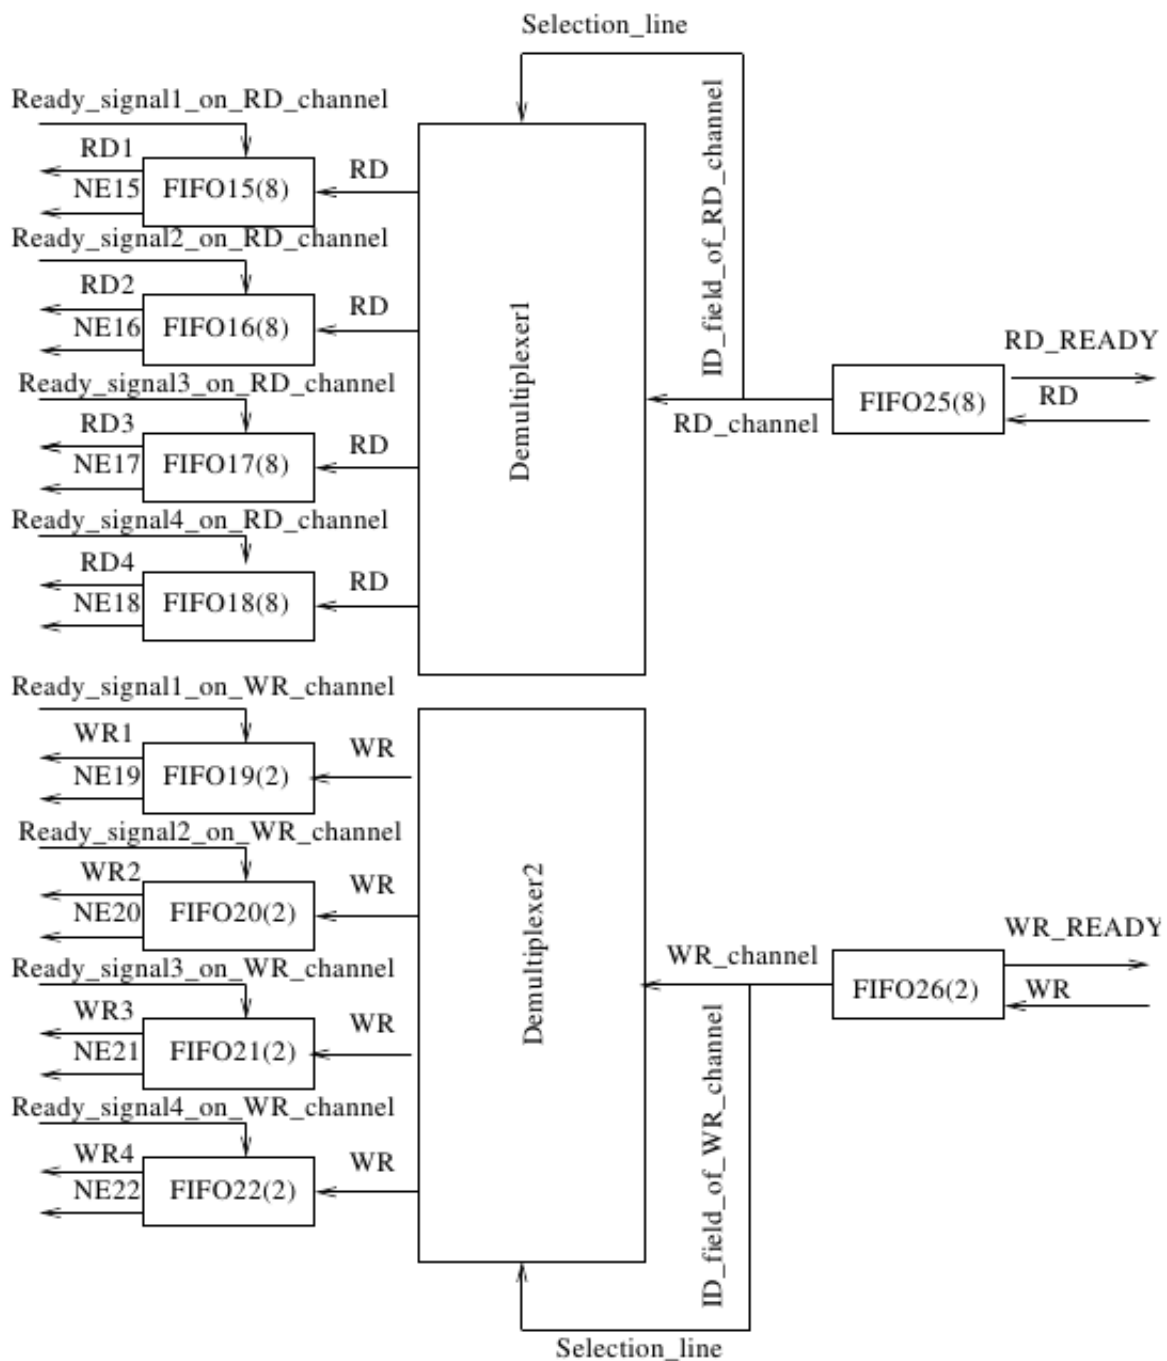 Selection_line
Ready_signal1_on_RD_channel
RD1
NE15
FIFO15(8)
RD
Ready_signal2_on_RD_channel
RD2
NE16
FIFO16(8)
RD
Ready_signal3_on_RD_channel
RD3
NE17
FIFO17(8)
RD
Ready_signal4_on_RD_channel
RD4
NE18
FIFO18(8)
RD
Demultiplexer1
ID_field_of_RD_channel
RD_channel
FIFO25(8)
RD_READY
RD
Ready_signal1_on_WR_channel
WR1
NE19
FIFO19(2)
WR
Ready_signal2_on_WR_channel
WR2
NE20
FIFO20(2)
WR
Ready_signal3_on_WR_channel
WR3
NE21
FIFO21(2)
WR
Ready_signal4_on_WR_channel
WR4
NE22
FIFO22(2)
WR
Demultiplexer2
WR_channel
ID_field_of_WR_channel
FIFO26(2)
WR_READY
WR
Selection_line